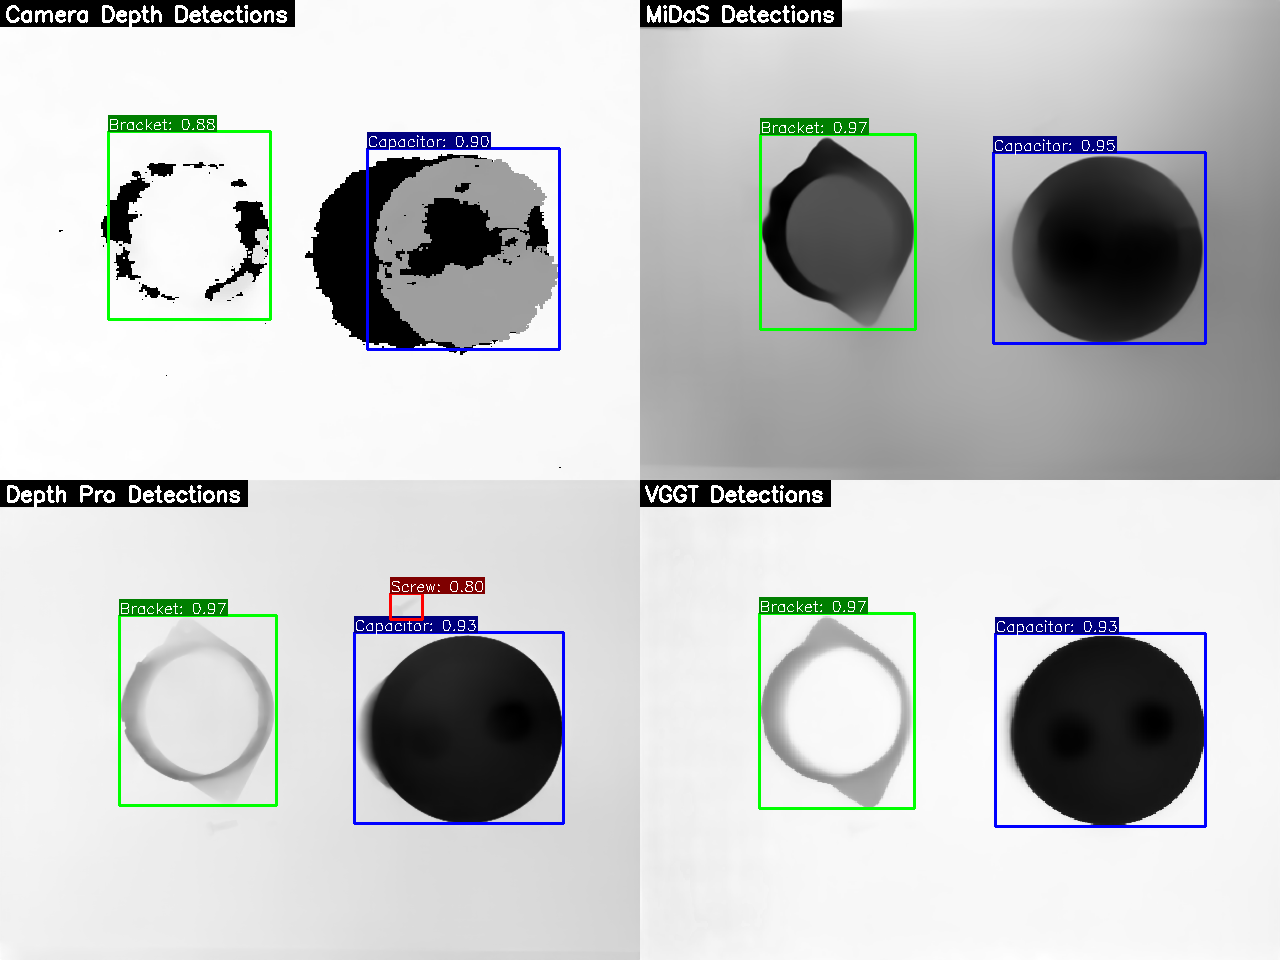 Camera Depth Detections
Bracket: 0.88
Capacitor: 0.90
MiDaS Detections
Bracket: 0.97
Capacitor: 0.95
Depth Pro Detections
Screw: 0.80
Bracket: 0.97
Capacitor: 0.93
VGGT Detections
Bracket: 0.97
Capacitor: 0.93